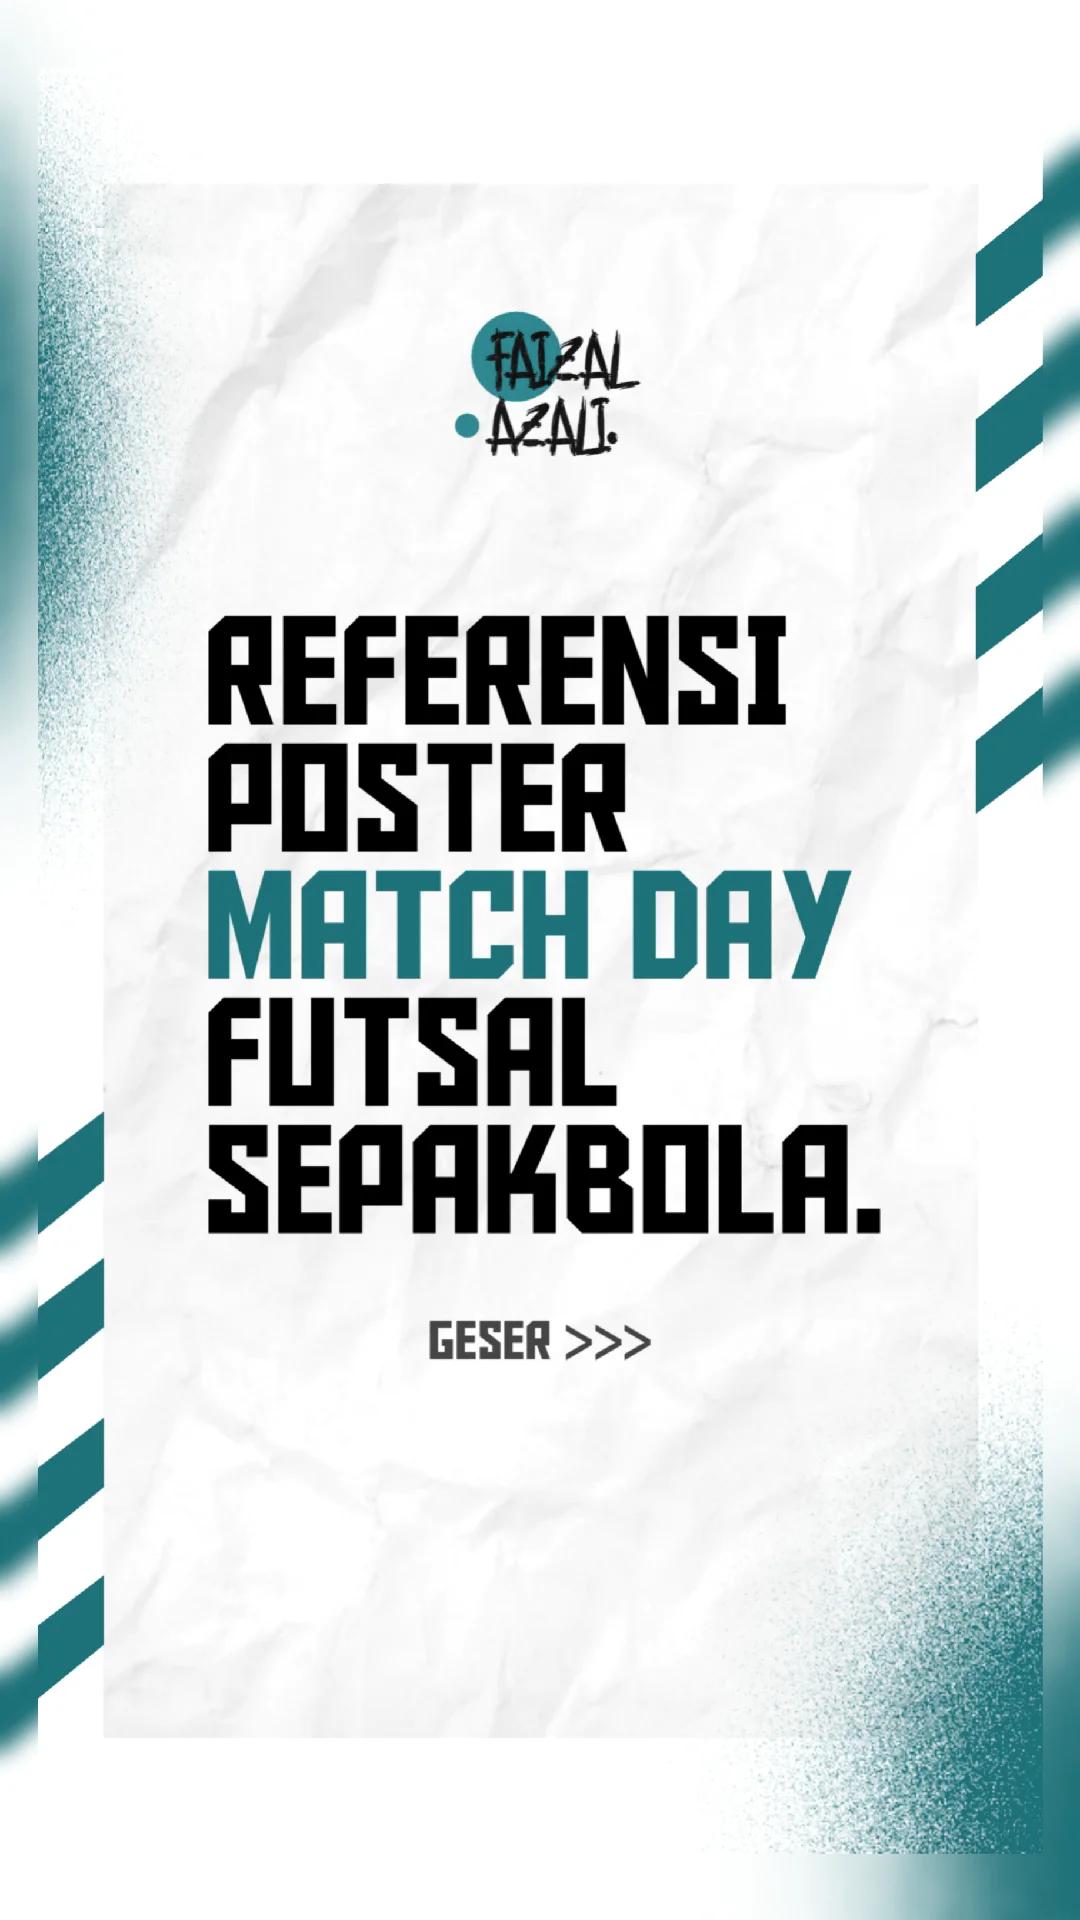 FAIZAL
AZALI.
REFERENSI
POSTER
MATCH DAY
FUTSAL
SEPAKBOLA.
GESER >>>